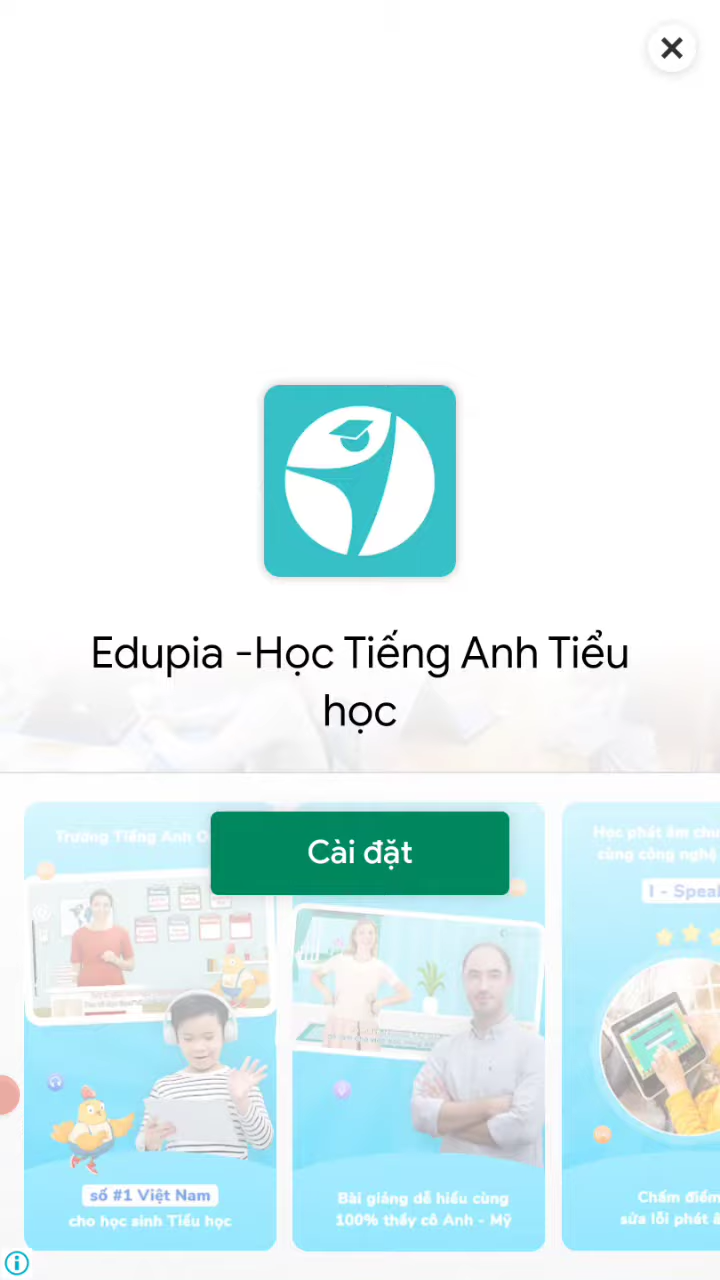 Edupia -Học Tiếng Anh Tiểu
học
Cài đặt
Trường Tiếng Anh O
Học phát âm chu
cùng công nghệ
I - Speak
số #1 Việt Nam
cho học sinh Tiểu học
Bài giảng dễ hiểu cùng
100% thầy cô Anh - Mỹ
Chấm điểm
sửa lỗi phát â